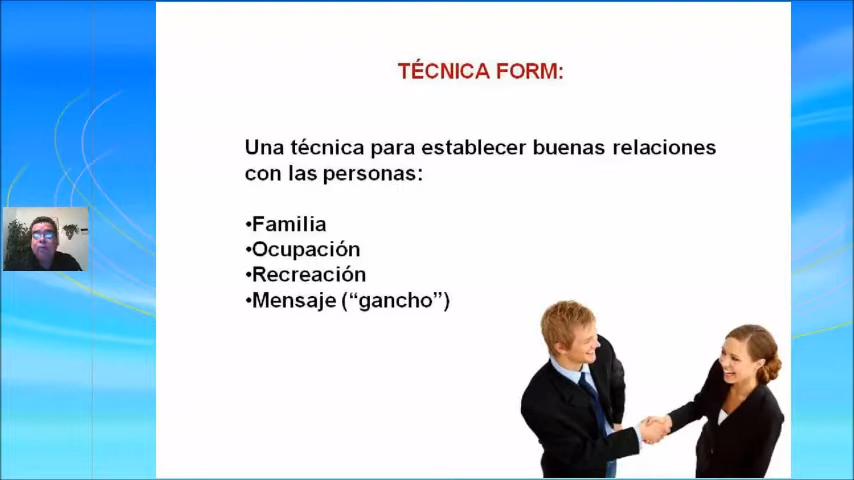 TÉCNICA FORM:
Una técnica para establecer buenas relaciones
con las personas:
•Familia
•Ocupación
•Recreación
•Mensaje (“gancho”)